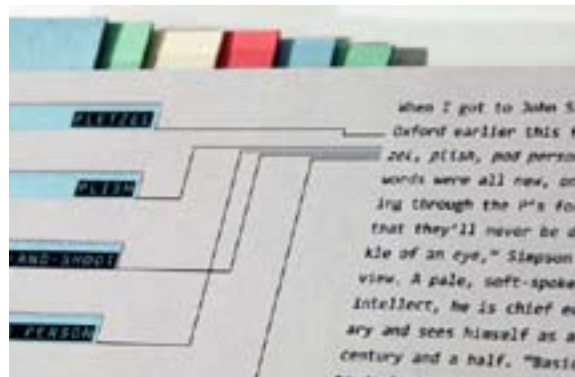 PLETZEL
PLISH
AND-SHOOT
PERSON
When I got to John S
Oxford earlier this f
zel, plish, pod perso
words were all new, on
ing through the P's fo
that they'll never be d
kle of an eye," Simpson
view. A pale, soft-spoke
intellect, he is chief e
ary and sees himself as a
century and a half. "Basic